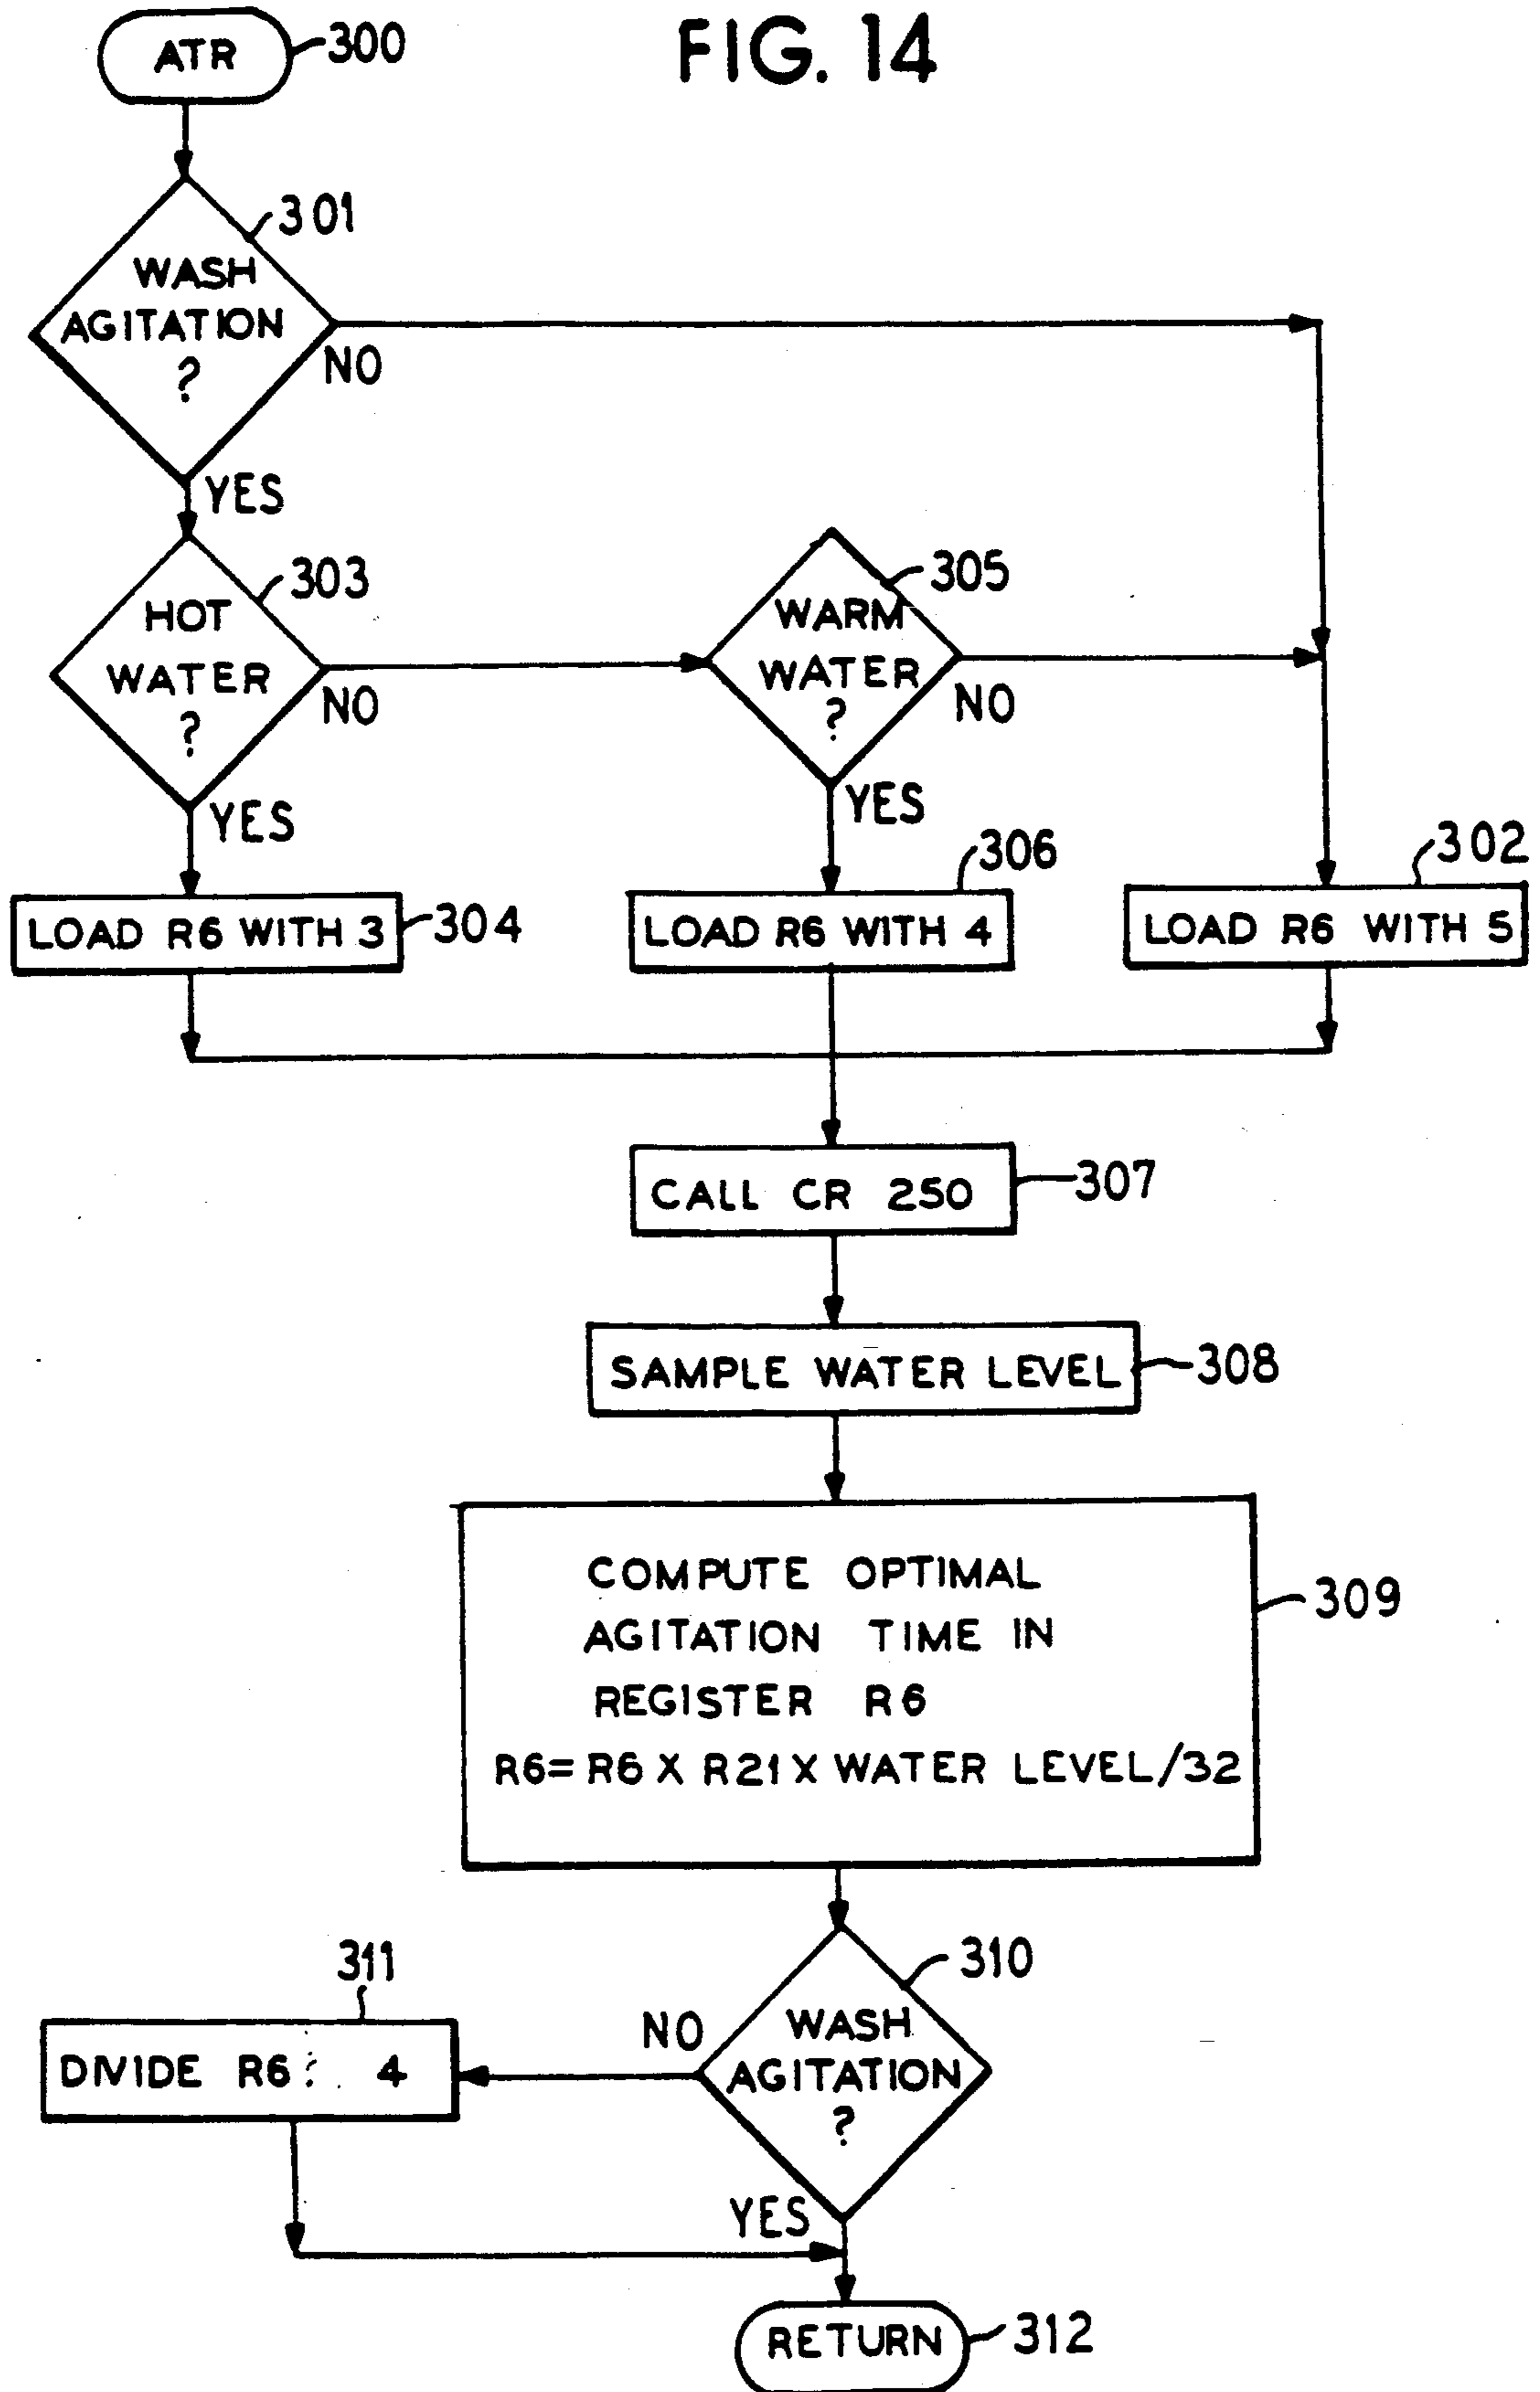 FIG. 14
ATR
300
301
WASH
AGITATION
?
NO
YES
303
HOT
WATER
?
NO
YES
305
WARM
WATER
?
NO
YES
LOAD R6 WITH 3
304
306
LOAD R6 WITH 4
302
LOAD R6 WITH 5
CALL CR 250
307
SAMPLE WATER LEVEL
308
COMPUTE OPTIMAL
AGITATION TIME IN
REGISTER R6
R6= R6 X R21 X WATER LEVEL/32
309
310
WASH
AGITATION
?
NO
YES
311
DIVIDE R6 : 4
RETURN
312